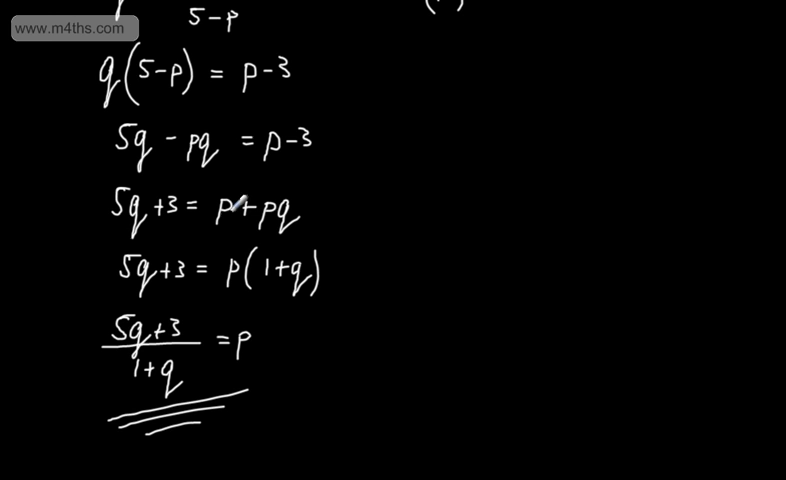 www.m4ths.com
5-p
q(5-p) = p-3
5q - pq = p-3
5q+3 = p+pq
5q+3 = p(1+q)
5q+3
1+q
=p